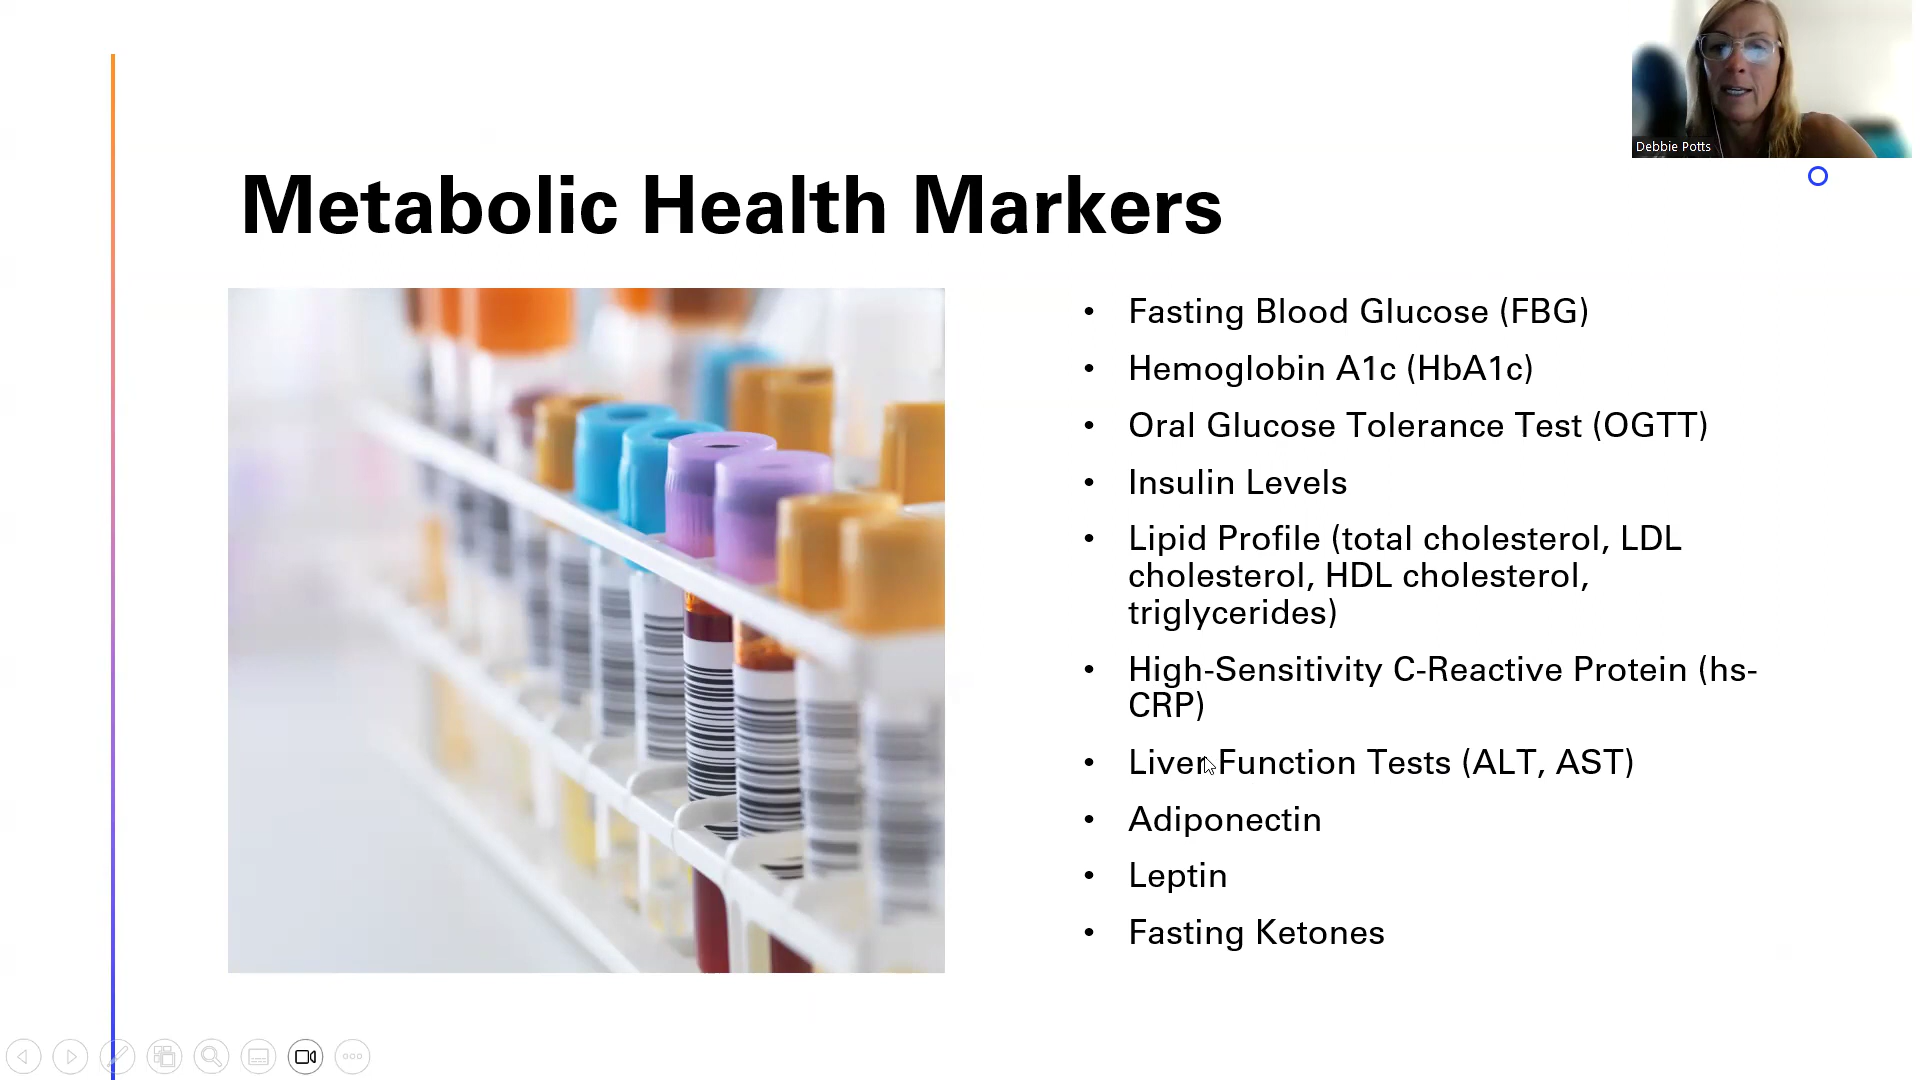 Debbie Potts
Metabolic Health Markers
• Fasting Blood Glucose (FBG)
• Hemoglobin A1c (HbA1c)
• Oral Glucose Tolerance Test (OGTT)
• Insulin Levels
• Lipid Profile (total cholesterol, LDL
cholesterol, HDL cholesterol,
triglycerides)
• High-Sensitivity C-Reactive Protein (hs-
CRP)
• Liver Function Tests (ALT, AST)
• Adiponectin
• Leptin
• Fasting Ketones